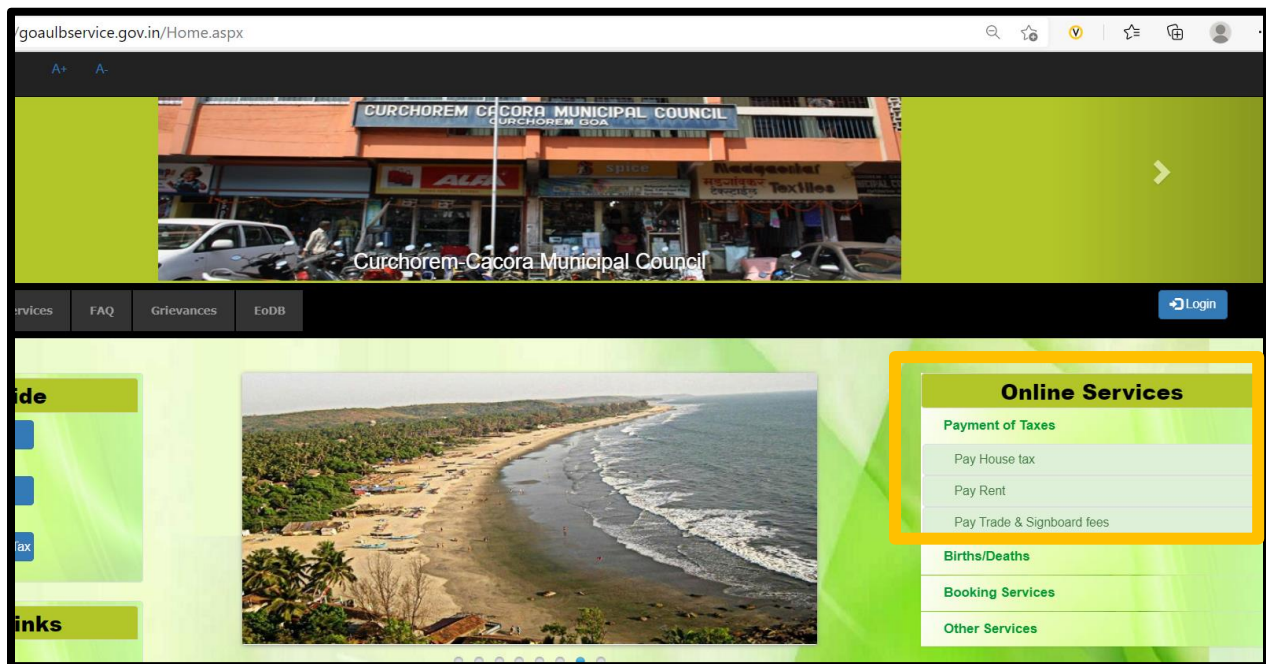 /goaulbservice.gov.in/Home.aspx
A+ A-
CURCHOREM CACORA MUNICIPAL COUNCIL
CURCHOREM GOA
ALFA
spice
Textiles
Curchorem-Cacora Municipal Council
ervices FAQ Grievances EoDB
Login
ide
Tax
inks
Online Services
Payment of Taxes
Pay House tax
Pay Rent
Pay Trade & Signboard fees
Births/Deaths
Booking Services
Other Services